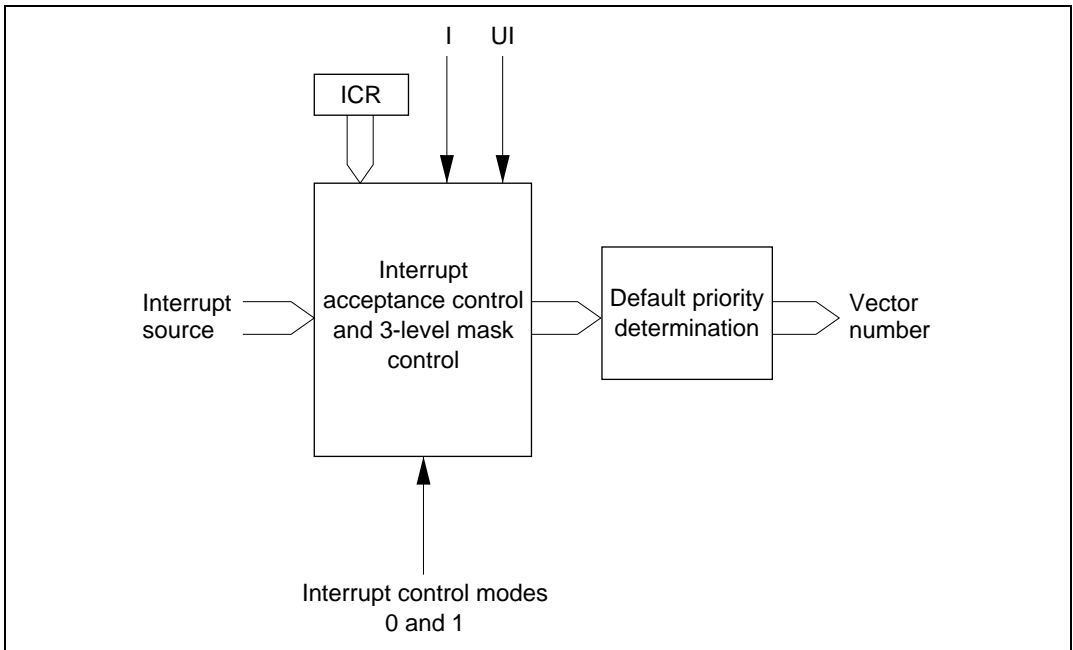 I UI
ICR
Interrupt
acceptance control
and 3-level mask
control
Interrupt
source
Default priority
determination
Vector
number
Interrupt control modes
0 and 1